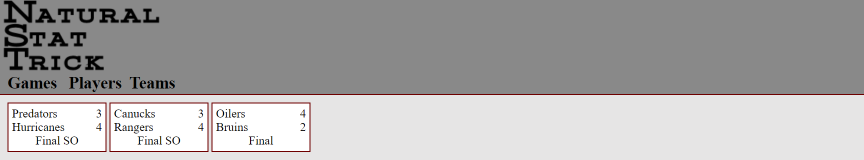 Natural
Stat
Trick
Games Players Teams
Predators 3
Hurricanes 4
Final SO
Canucks 3
Rangers 4
Final SO
Oilers 4
Bruins 2
Final